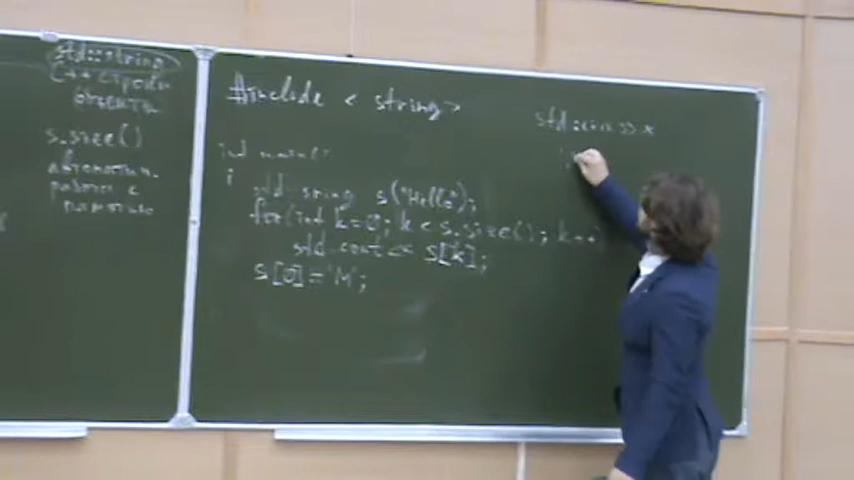 std::string
C++ строки
объекты
s.size()
автоматич.
работа с
памятью
#include <string>
int main()
{
std::string s("Hello");
for(int k=0; k < s.size(); k++)
std::cout << s[k];
s[0]='M';
std::cin >>